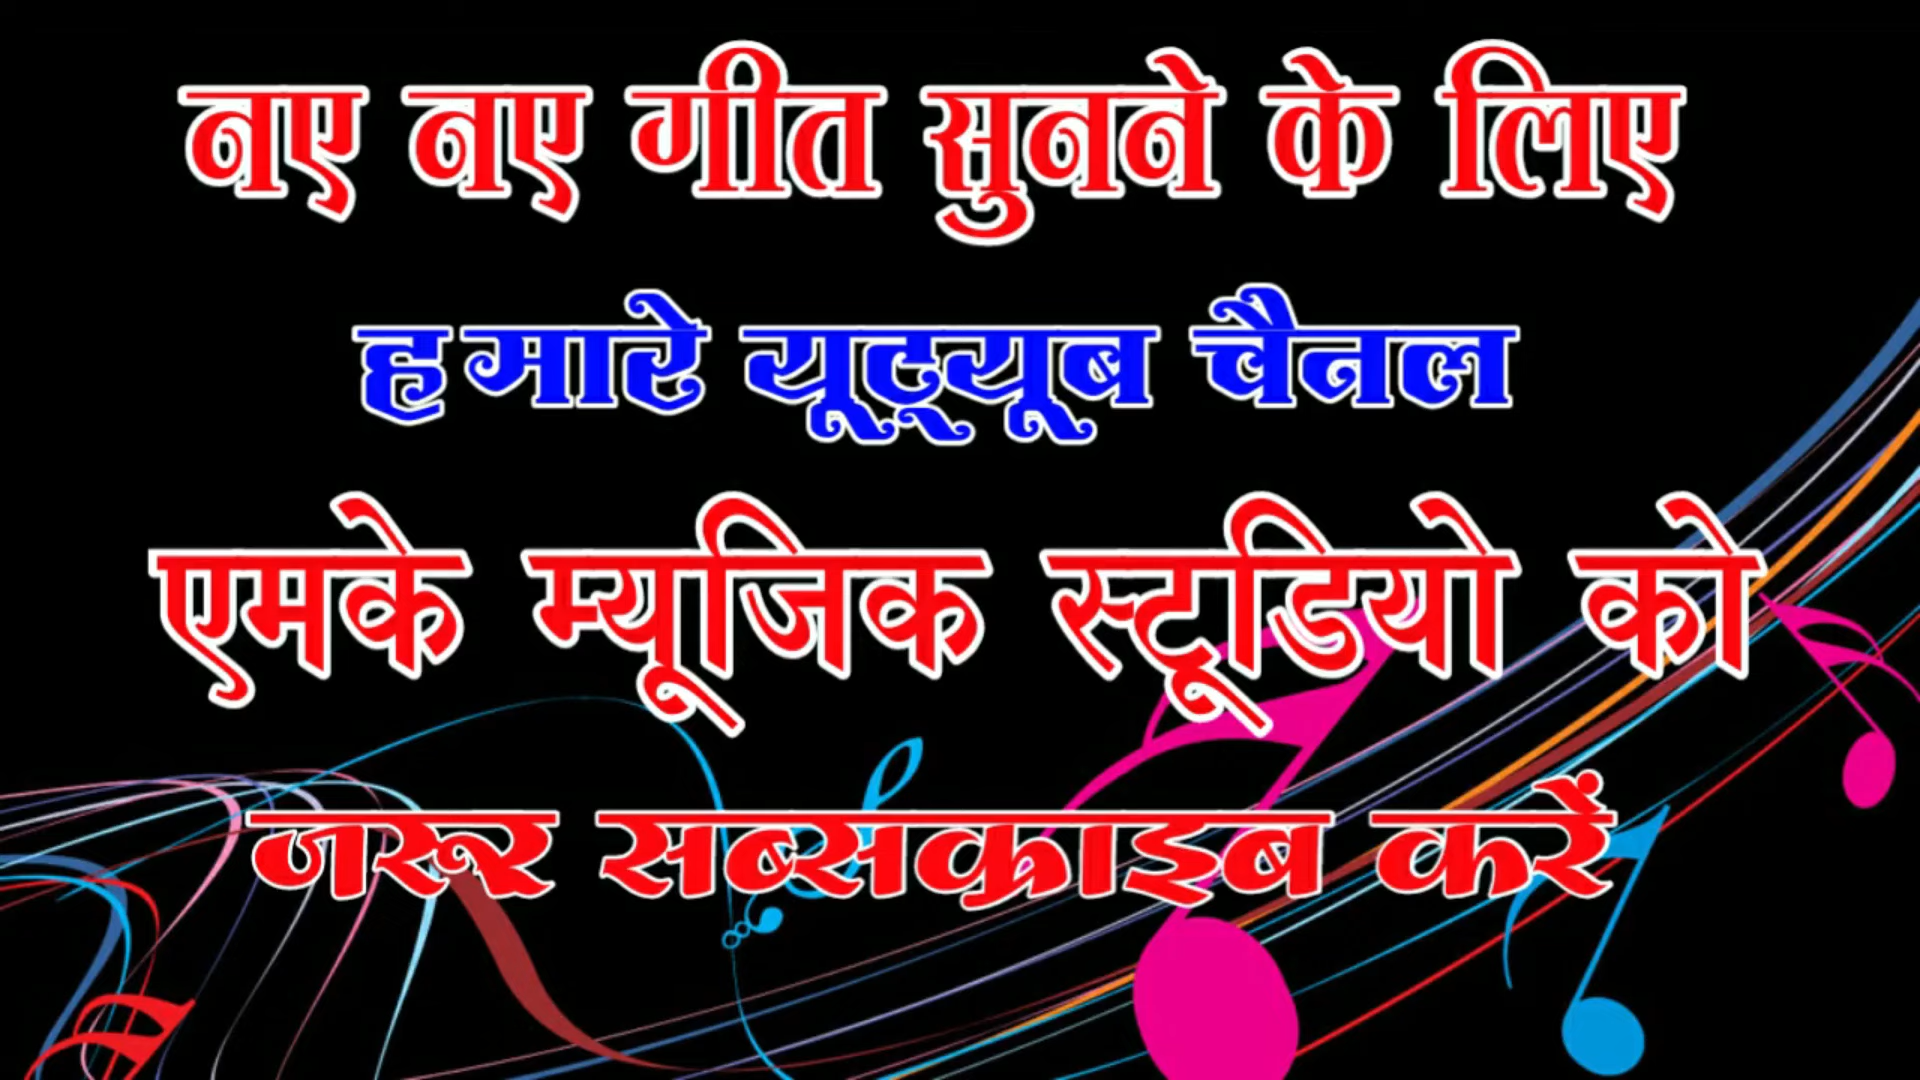 नए नए गीत सुनने के लिए
हमारे यूट्यूब चैनल
एमके म्यूजिक स्टूडियो को
जरूर सब्सक्राइब करें